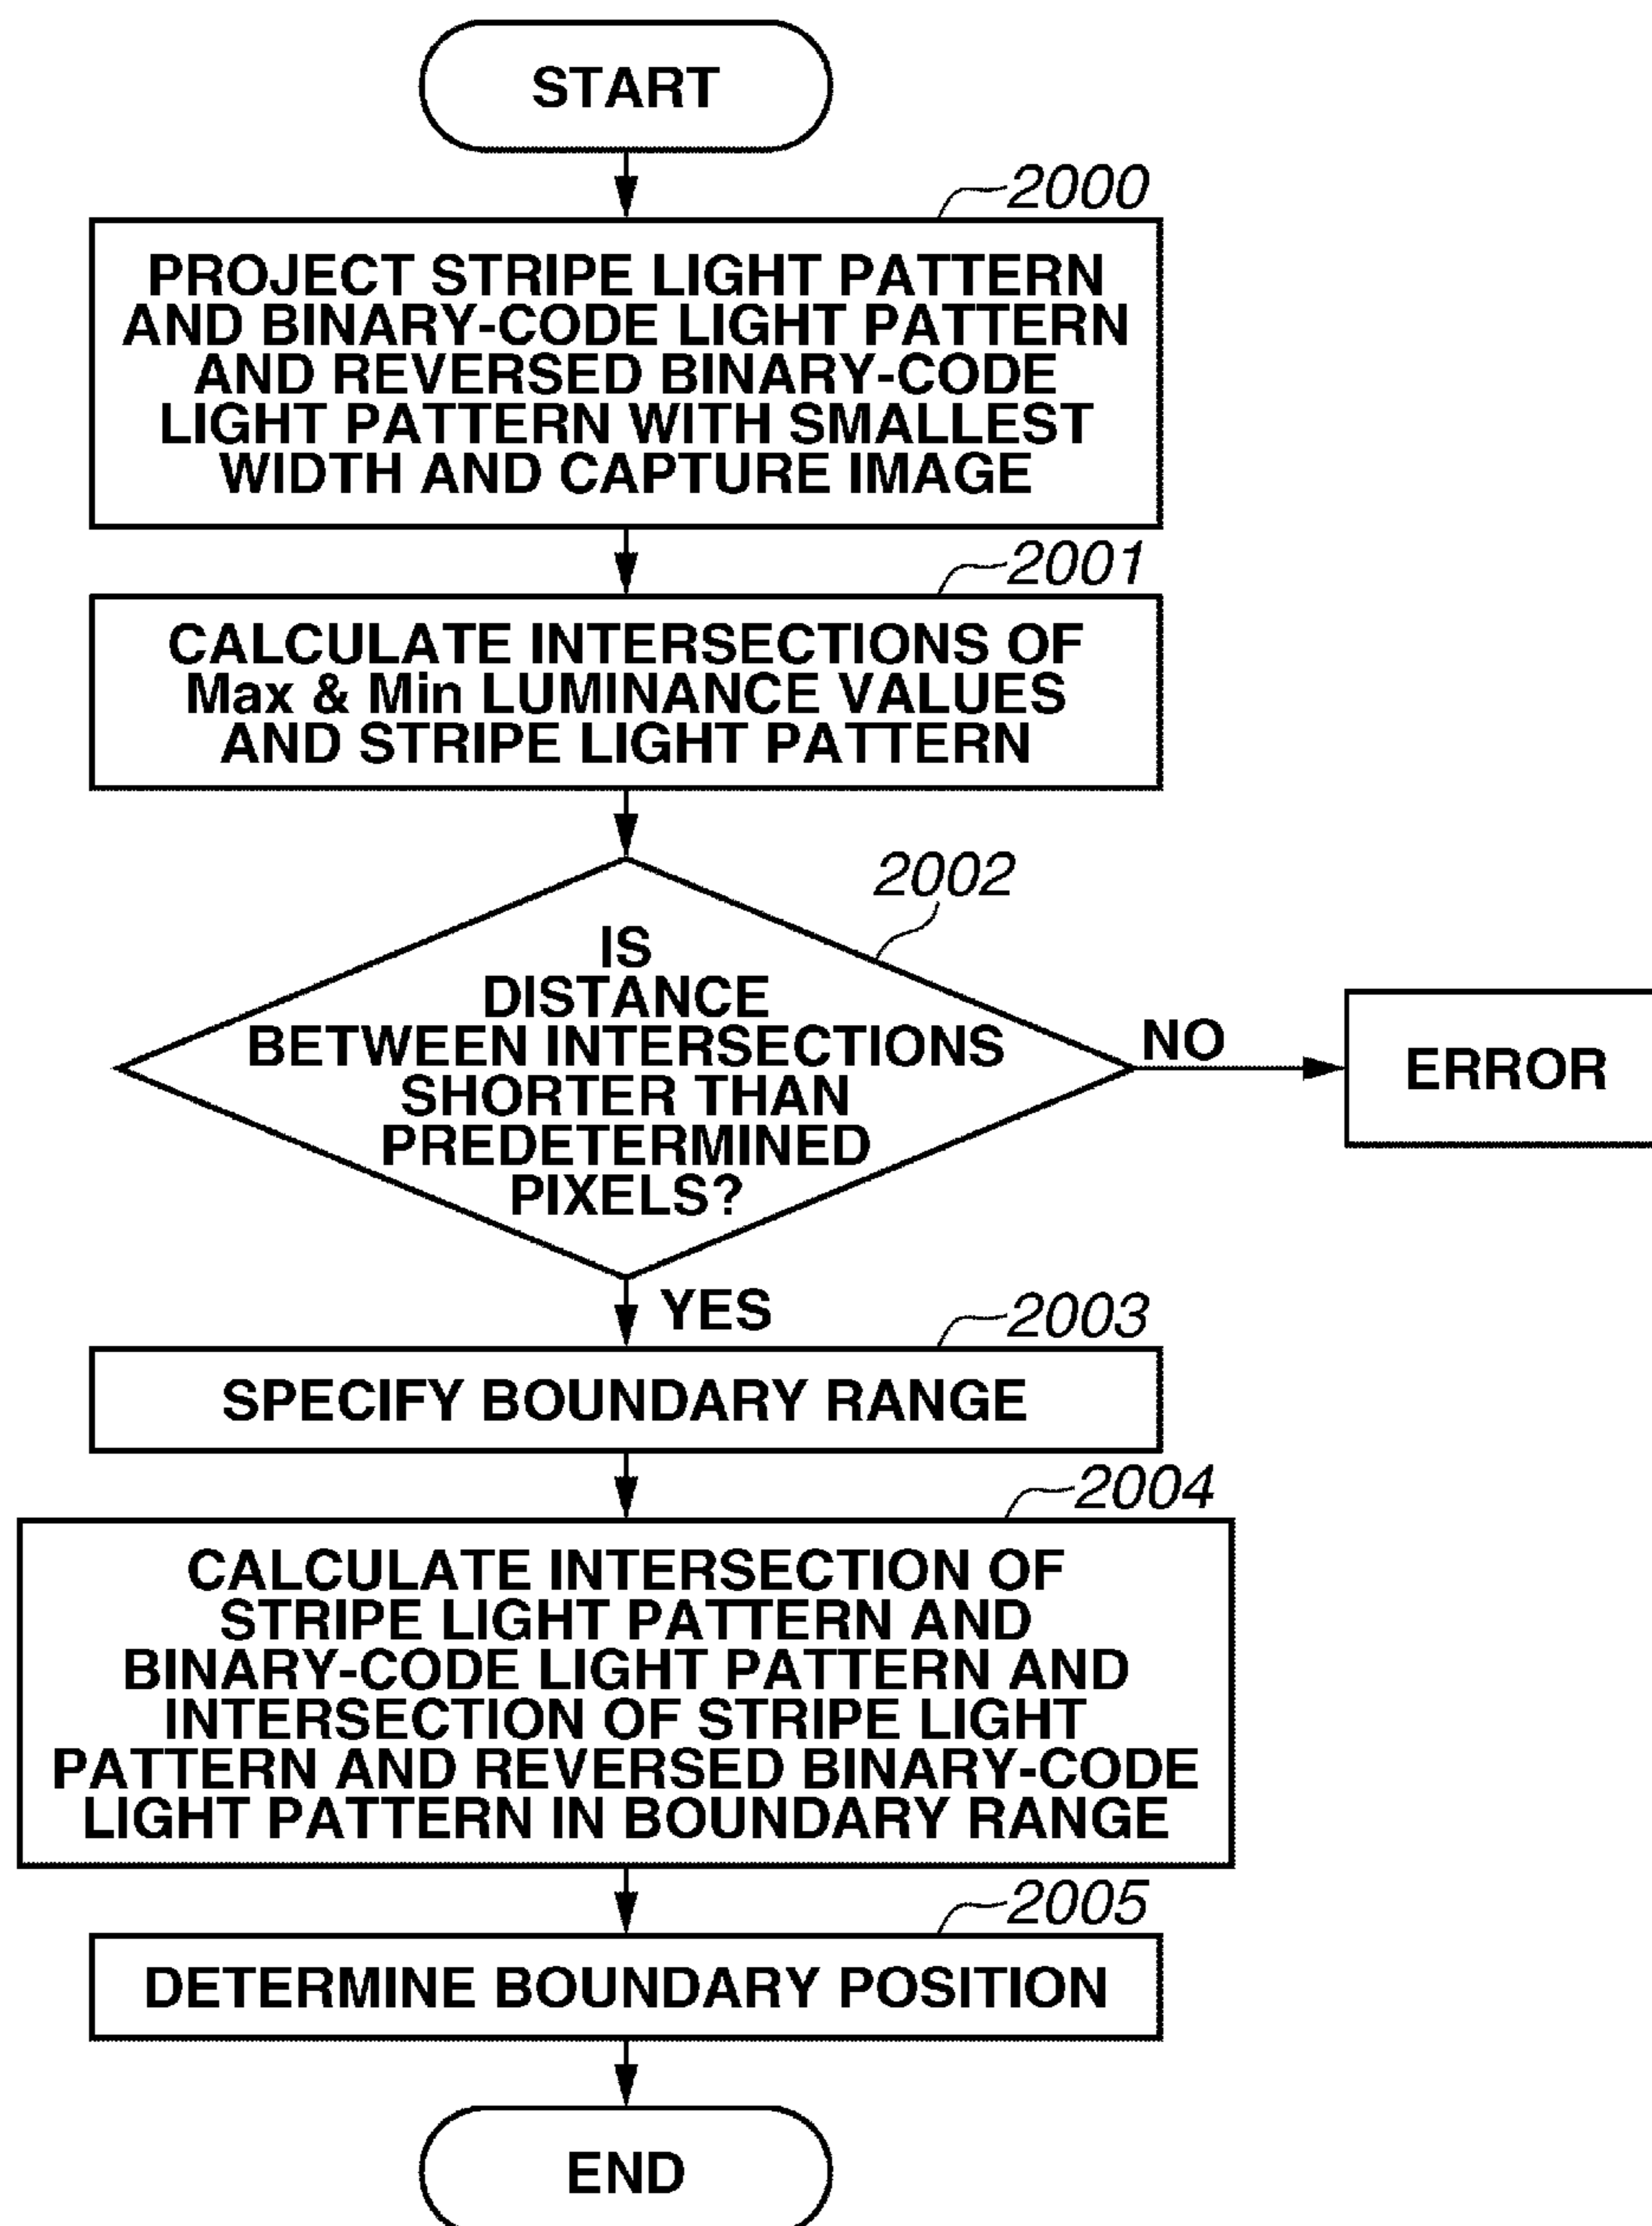 START
2000
PROJECT STRIPE LIGHT PATTERN
AND BINARY-CODE LIGHT PATTERN
AND REVERSED BINARY-CODE
LIGHT PATTERN WITH SMALLEST
WIDTH AND CAPTURE IMAGE
2001
CALCULATE INTERSECTIONS OF
Max & Min LUMINANCE VALUES
AND STRIPE LIGHT PATTERN
2002
IS
DISTANCE
BETWEEN INTERSECTIONS
SHORTER THAN
PREDETERMINED
PIXELS?
NO
ERROR
YES
2003
SPECIFY BOUNDARY RANGE
2004
CALCULATE INTERSECTION OF
STRIPE LIGHT PATTERN AND
BINARY-CODE LIGHT PATTERN AND
INTERSECTION OF STRIPE LIGHT
PATTERN AND REVERSED BINARY-CODE
LIGHT PATTERN IN BOUNDARY RANGE
2005
DETERMINE BOUNDARY POSITION
END